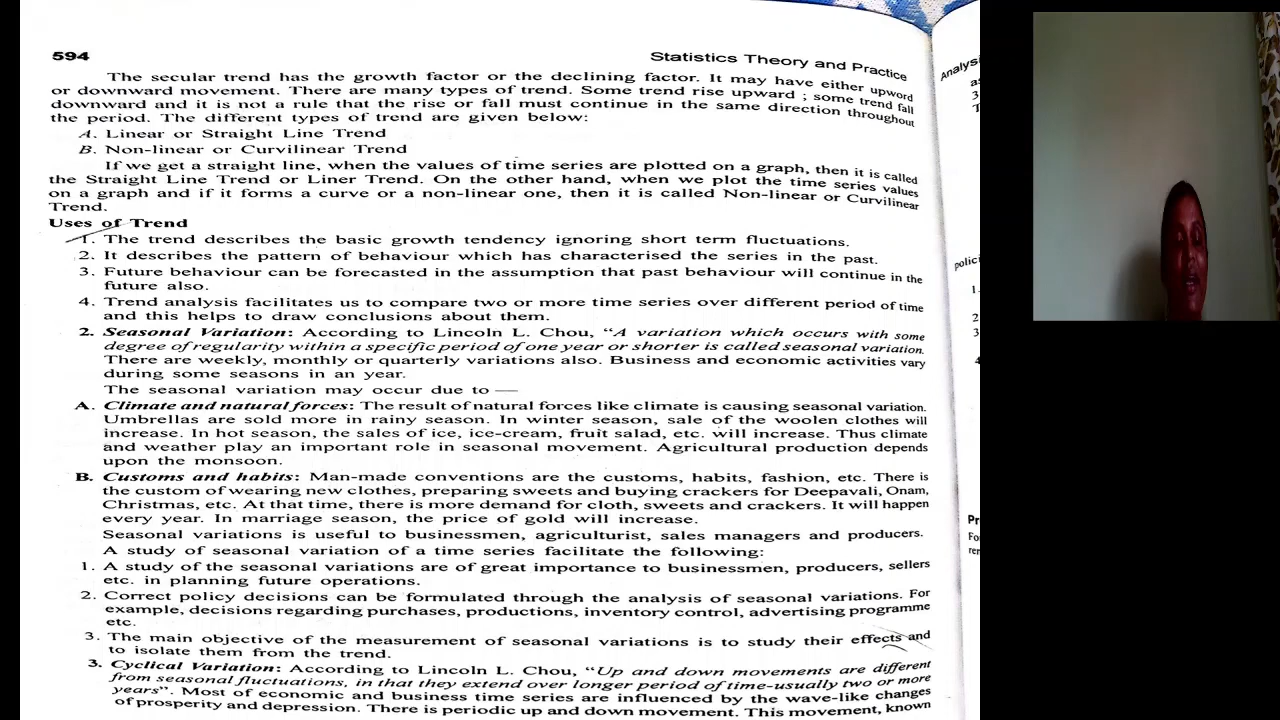 594
Statistics Theory and Practice
The secular trend has the growth factor or the declining factor. It may have either upword
or downward movement. There are many types of trend. Some trend rise upward ; some trend fall
downward and it is not a rule that the rise or fall must continue in the same direction throughout
the period. The different types of trend are given below:
A. Linear or Straight Line Trend
B. Non-linear or Curvilinear Trend
If we get a straight line, when the values of time series are plotted on a graph, then it is called
the Straight Line Trend or Liner Trend. On the other hand, when we plot the time series values
on a graph and if it forms a curve or a non-linear one, then it is called Non-linear or Curvilinear
Trend.
Uses of Trend
1. The trend describes the basic growth tendency ignoring short term fluctuations.
2. It describes the pattern of behaviour which has characterised the series in the past.
3. Future behaviour can be forecasted in the assumption that past behaviour will continue in the
future also.
4. Trend analysis facilitates us to compare two or more time series over different period of time
and this helps to draw conclusions about them.
2. Seasonal Variation: According to Lincoln L. Chou, "A variation which occurs with some
degree of regularity within a specific period of one year or shorter is called seasonal variation.
There are weekly, monthly or quarterly variations also. Business and economic activities vary
during some seasons in an year.
The seasonal variation may occur due to —
A. Climate and natural forces: The result of natural forces like climate is causing seasonal variation.
Umbrellas are sold more in rainy season. In winter season, sale of the woolen clothes will
increase. In hot season, the sales of ice, ice-cream, fruit salad, etc. will increase. Thus climate
and weather play an important role in seasonal movement. Agricultural production depends
upon the monsoon.
B. Customs and habits: Man-made conventions are the customs, habits, fashion, etc. There is
the custom of wearing new clothes, preparing sweets and buying crackers for Deepavali, Onam,
Christmas, etc. At that time, there is more demand for cloth, sweets and crackers. It will happen
every year. In marriage season, the price of gold will increase.
Seasonal variations is useful to businessmen, agriculturist, sales managers and producers.
A study of seasonal variation of a time series facilitate the following:
1. A study of the seasonal variations are of great importance to businessmen, producers, sellers
etc. in planning future operations.
2. Correct policy decisions can be formulated through the analysis of seasonal variations. For
example, decisions regarding purchases, productions, inventory control, advertising programme
etc.
3. The main objective of the measurement of seasonal variations is to study their effects and
to isolate them from the trend.
3. Cyclical Variation: According to Lincoln L. Chou, "Up and down movements are different
from seasonal fluctuations, in that they extend over longer period of time-usually two or more
years". Most of economic and business time series are influenced by the wave-like changes
of prosperity and depression. There is periodic up and down movement. This movement, known
Analysi
as
3.
T
polici
1.
2
3
4
Pr
Fo
rer